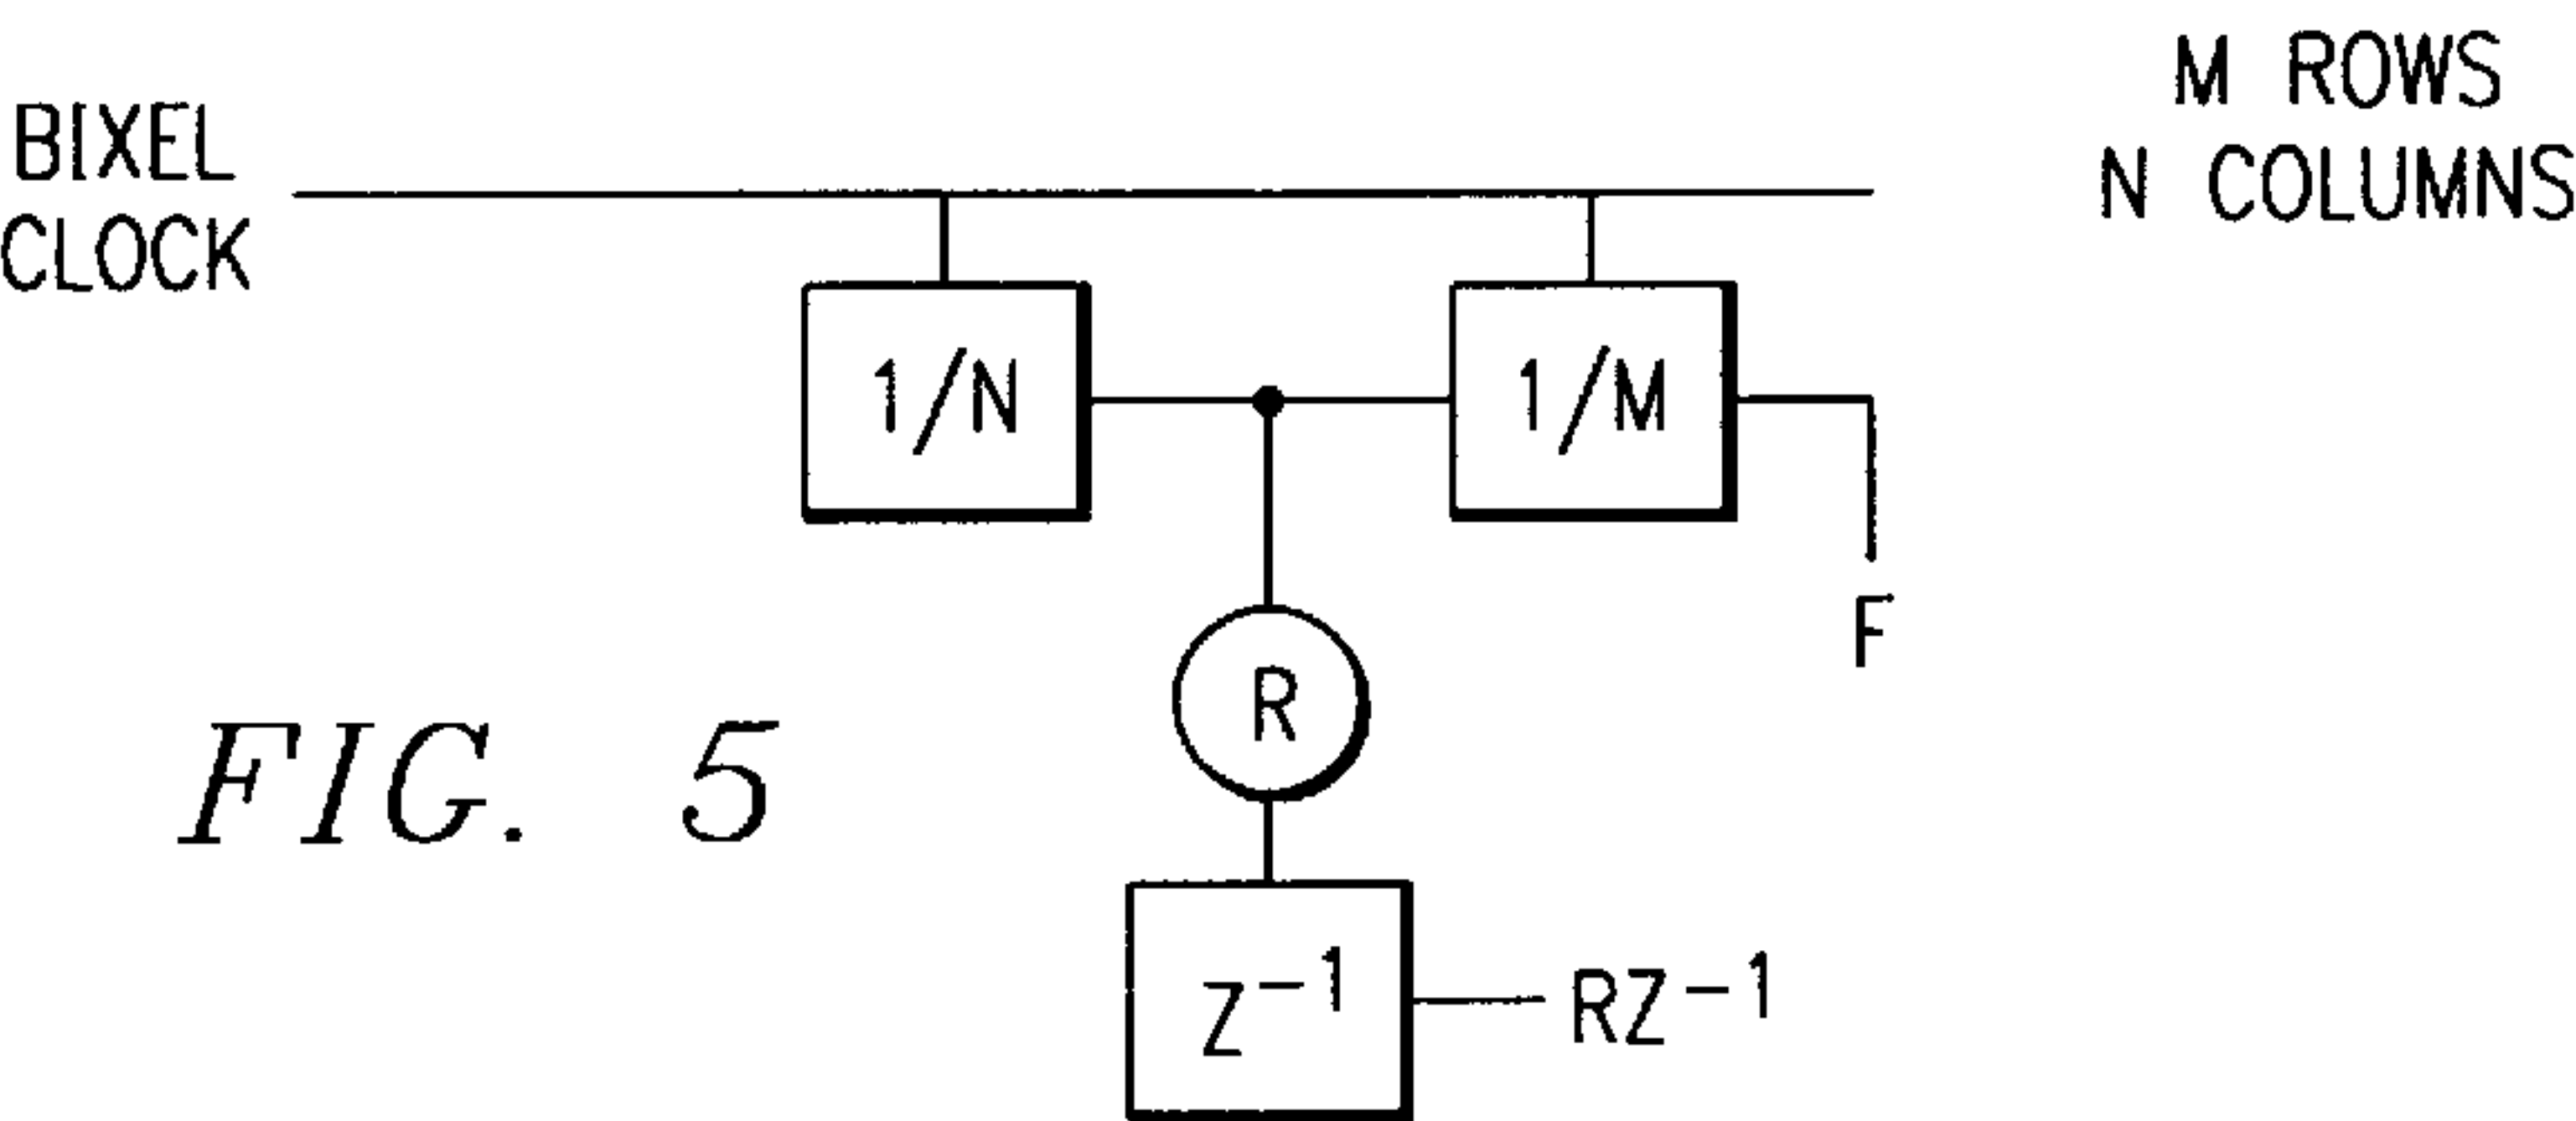 BIXEL
CLOCK
M ROWS
N COLUMNS
1/N
1/M
F
R
FIG. 5
Z⁻¹
RZ⁻¹